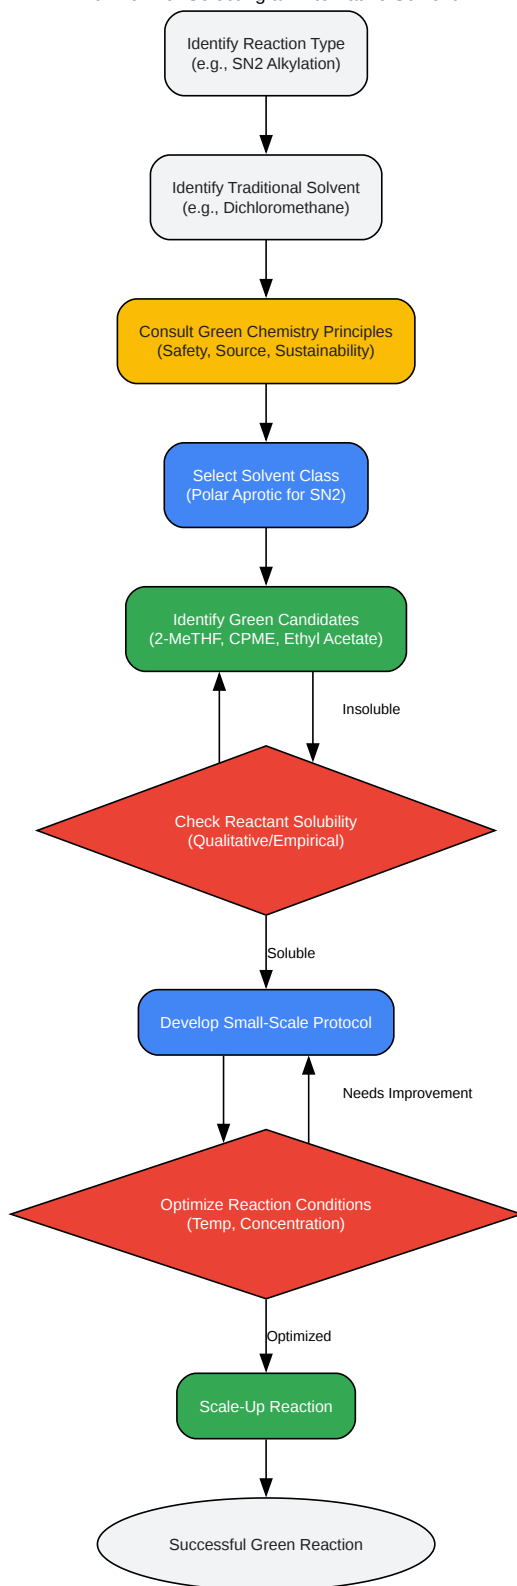 Identify Reaction Type
(e.g., SN2 Alkylation)
Identify Traditional Solvent
(e.g., Dichloromethane)
Consult Green Chemistry Principles
(Safety, Source, Sustainability)
Select Solvent Class
(Polar Aprotic for SN2)
Identify Green Candidates
(2-MeTHF, CPME, Ethyl Acetate)
Insoluble
Check Reactant Solubility
(Qualitative/Empirical)
Soluble
Develop Small-Scale Protocol
Needs Improvement
Optimize Reaction Conditions
(Temp, Concentration)
Optimized
Scale-Up Reaction
Successful Green Reaction